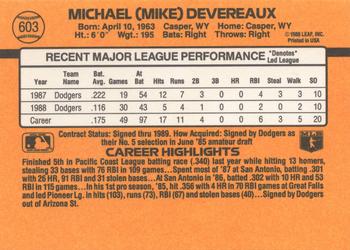 603
MICHAEL (MIKE) DEVEREAUX
Born: April 10, 1963 Casper, WY Home: Casper, WY
Ht: 6' 0" Wgt: 195 Bats: Right Throws: Right
© 1988 LEAF, INC.
Printed in USA
RECENT MAJOR LEAGUE PERFORMANCE *Denotes* Led League
Year Team Name Bat. Avg. Games AB Hits Runs 2B 3B HR RBI Steal Walk SO
1987 Dodgers .222 19 54 12 7 3 0 0 4 3 3 10
1988 Dodgers .116 30 43 5 4 1 0 0 2 0 2 10
Career .175 49 97 17 11 4 0 0 6 3 5 20
Contract Status: Signed thru 1989. How Acquired: Signed by Dodgers as
their No. 5 selection in June '85 amateur draft
CAREER HIGHLIGHTS
Finished 5th in Pacific Coast League batting race (.340) last year while hitting 13 homers,
stealing 33 bases with 76 RBI in 109 games... Spent most of '87 at San Antonio, batting .301
with 26 HR, 91 RBI and 31 stolen bases... At San Antonio in '86, batted .302 with 10 HR and 53
RBI in 115 games... In his 1st pro season, '85, hit .356 with 4 HR in 70 games at Great Falls
and led Pioneer Lg. in hits (103), runs (73), RBI (67) and stolen bases (40)... Signed by Dodgers
out of Arizona St.